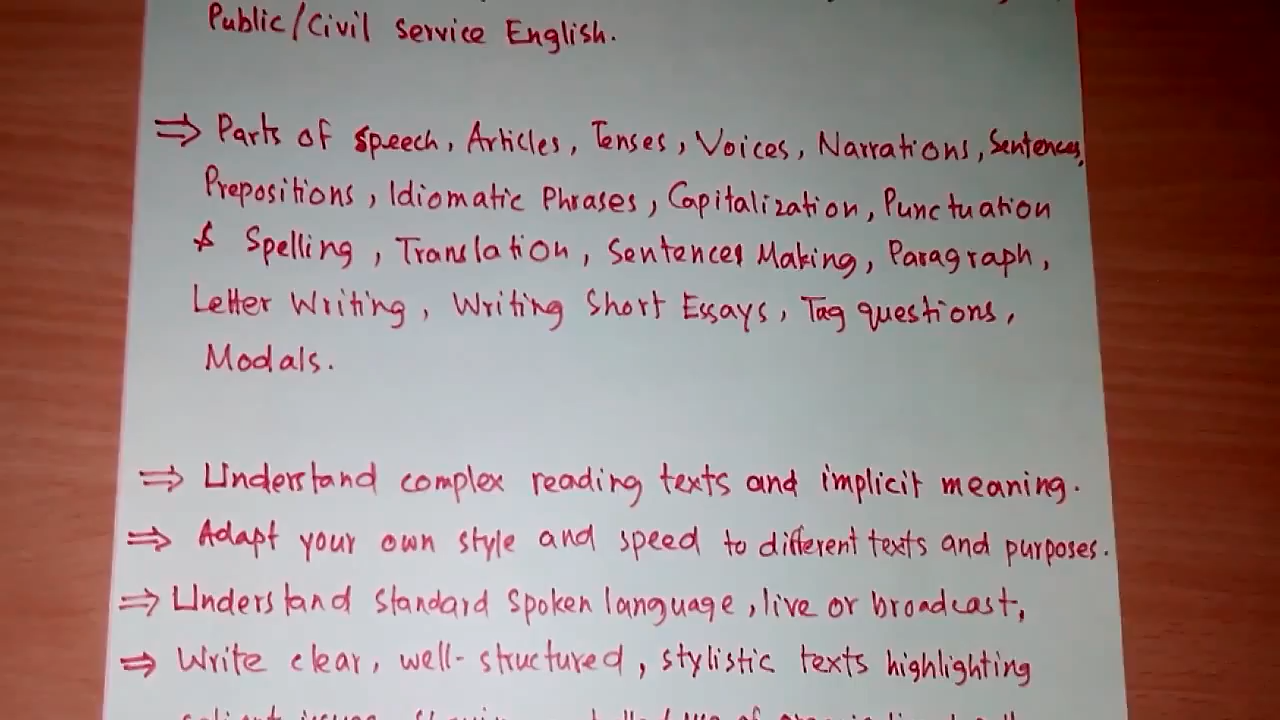 Public/Civil Service English.
⇒ Parts of Speech, Articles, Tenses, Voices, Narrations, Sentences,
Prepositions, Idiomatic Phrases, Capitalization, Punctuation
& Spelling, Translation, Sentences Making, Paragraph,
Letter Writing, Writing Short Essays, Tag questions,
Modals.
⇒ Understand complex reading texts and implicit meaning.
⇒ Adapt your own style and speed to different texts and purposes.
⇒ Understand standard spoken language, live or broadcast,
⇒ Write clear, well-structured, stylistic texts highlighting